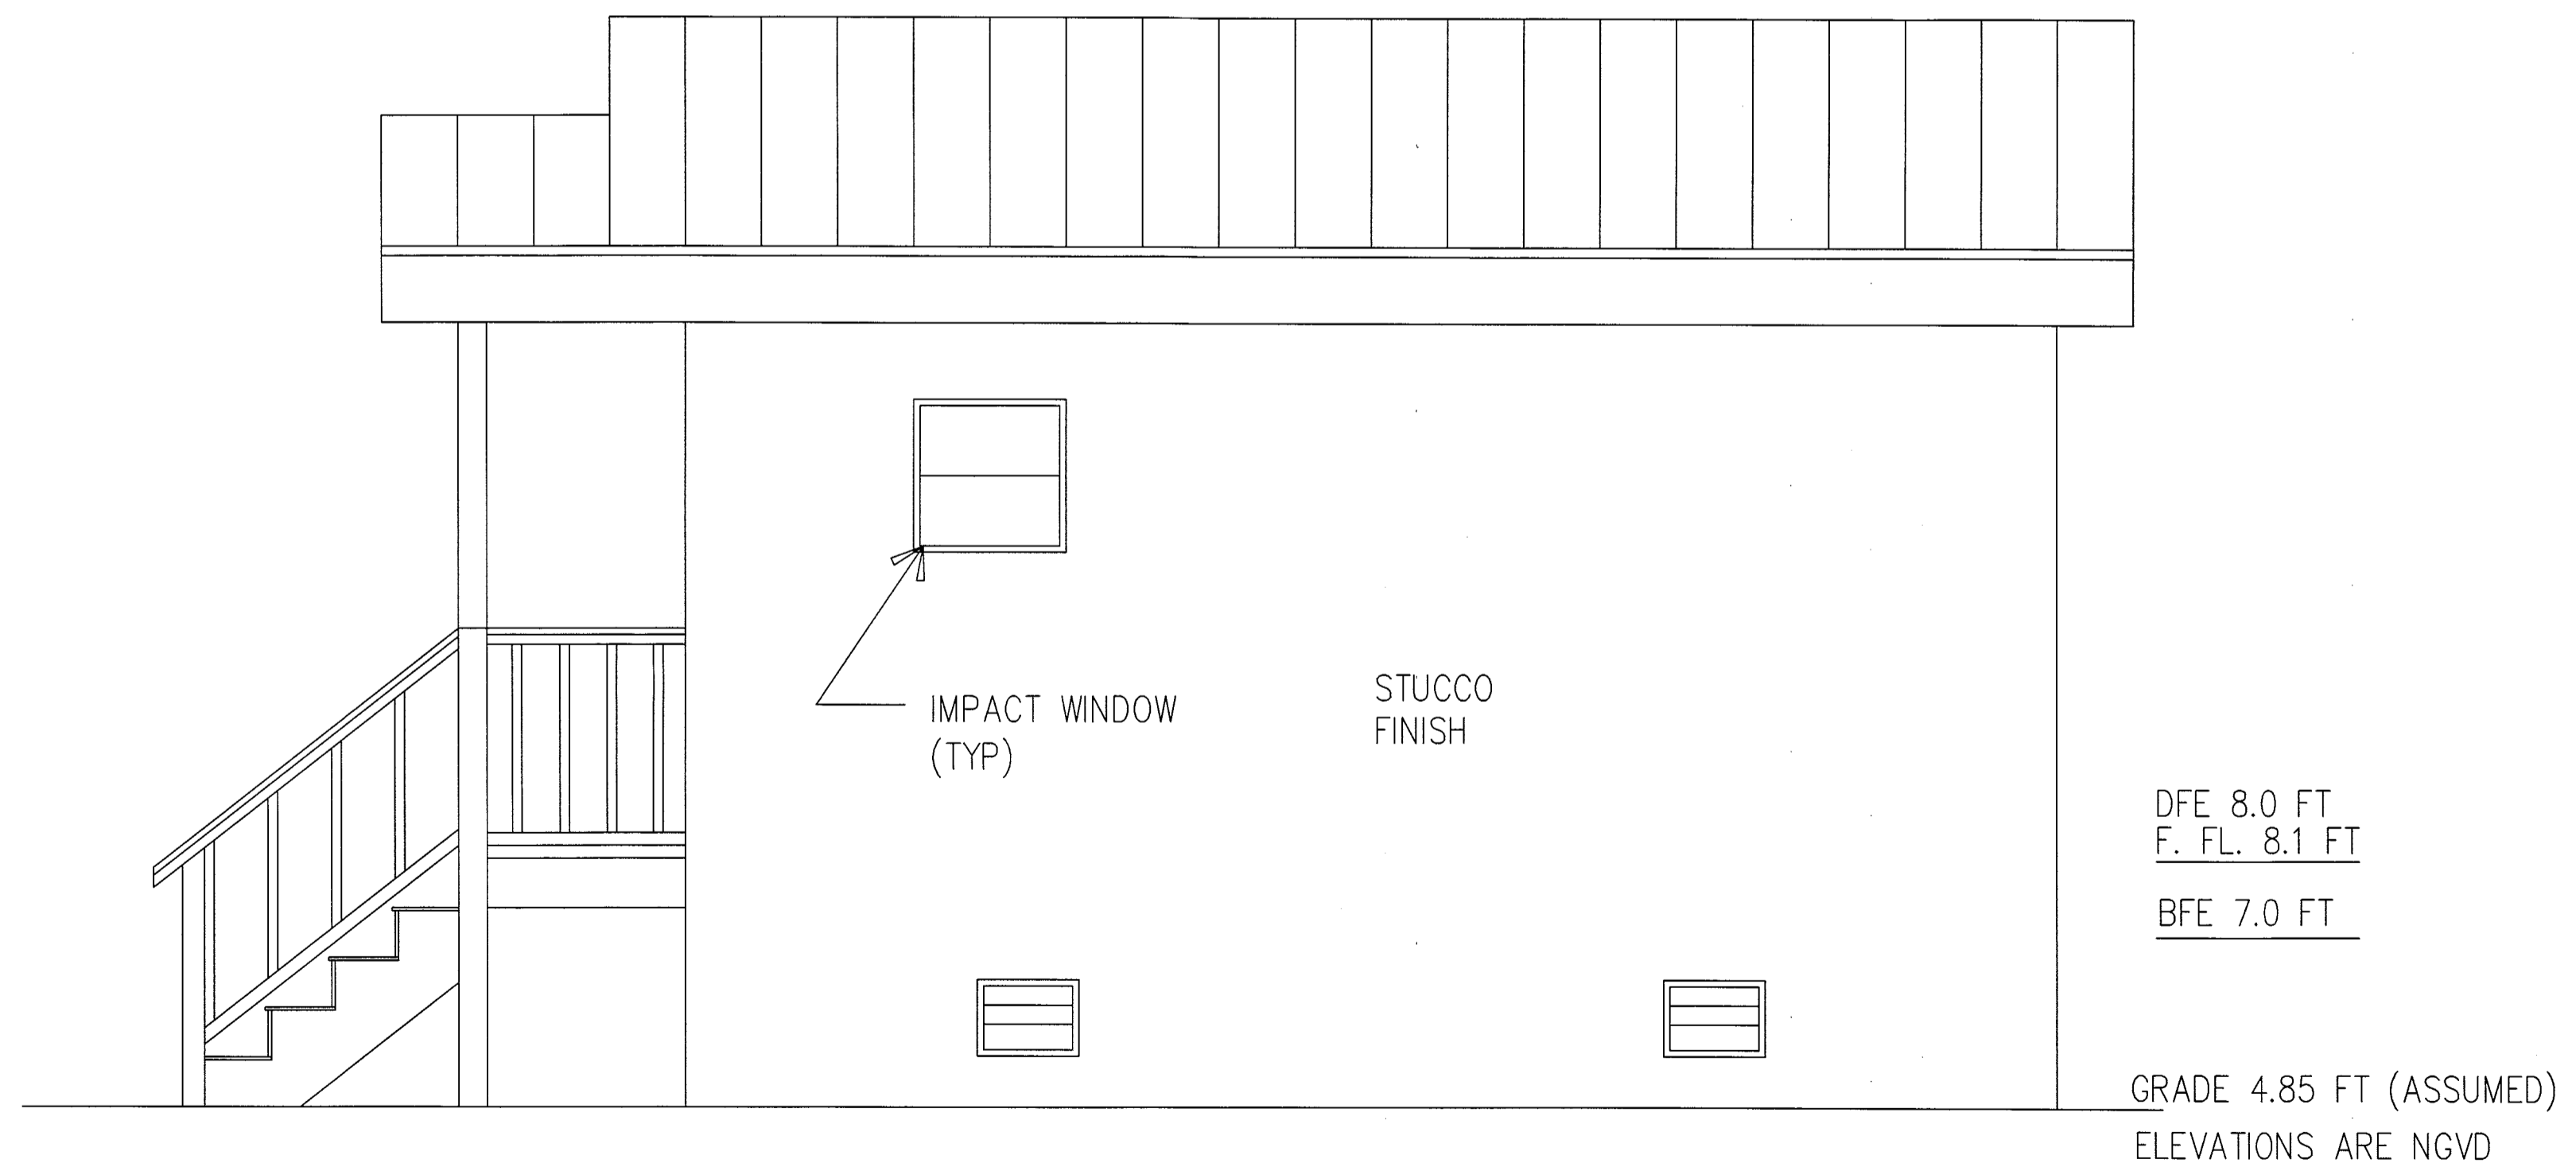 IMPACT WINDOW
(TYP)
STUCCO
FINISH
DFE 8.0 FT
F. FL. 8.1 FT
BFE 7.0 FT
GRADE 4.85 FT (ASSUMED)
ELEVATIONS ARE NGVD